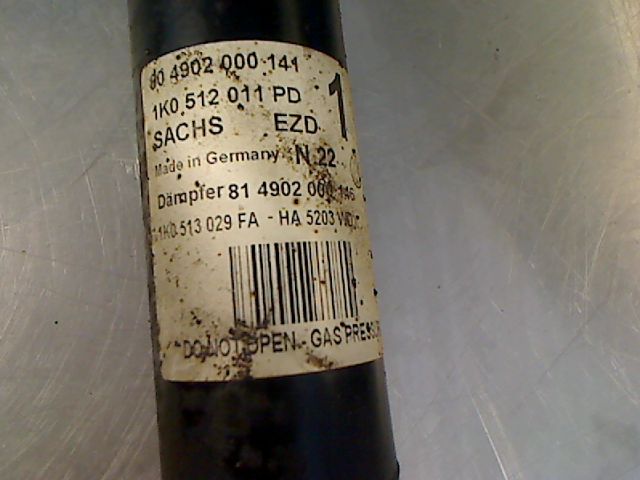 80 4902 000 141
1K0 512 011 PD 1
SACHS EZD
Made in Germany N 22
Dämpfer 81 4902 000 146
1K0 513 029 FA - HA 5203
DO NOT OPEN - GAS